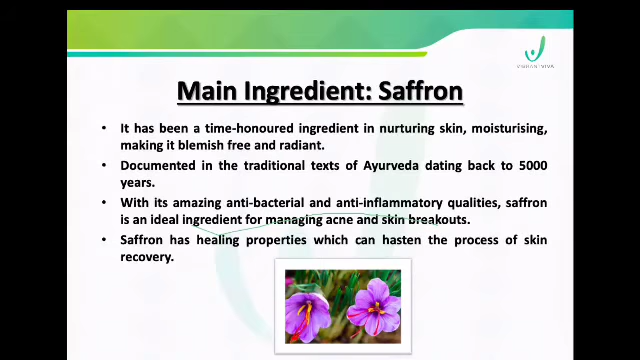 Main Ingredient: Saffron
• It has been a time-honoured ingredient in nurturing skin, moisturising,
making it blemish free and radiant.
• Documented in the traditional texts of Ayurveda dating back to 5000
years.
• With its amazing anti-bacterial and anti-inflammatory qualities, saffron
is an ideal ingredient for managing acne and skin breakouts.
• Saffron has healing properties which can hasten the process of skin
recovery.